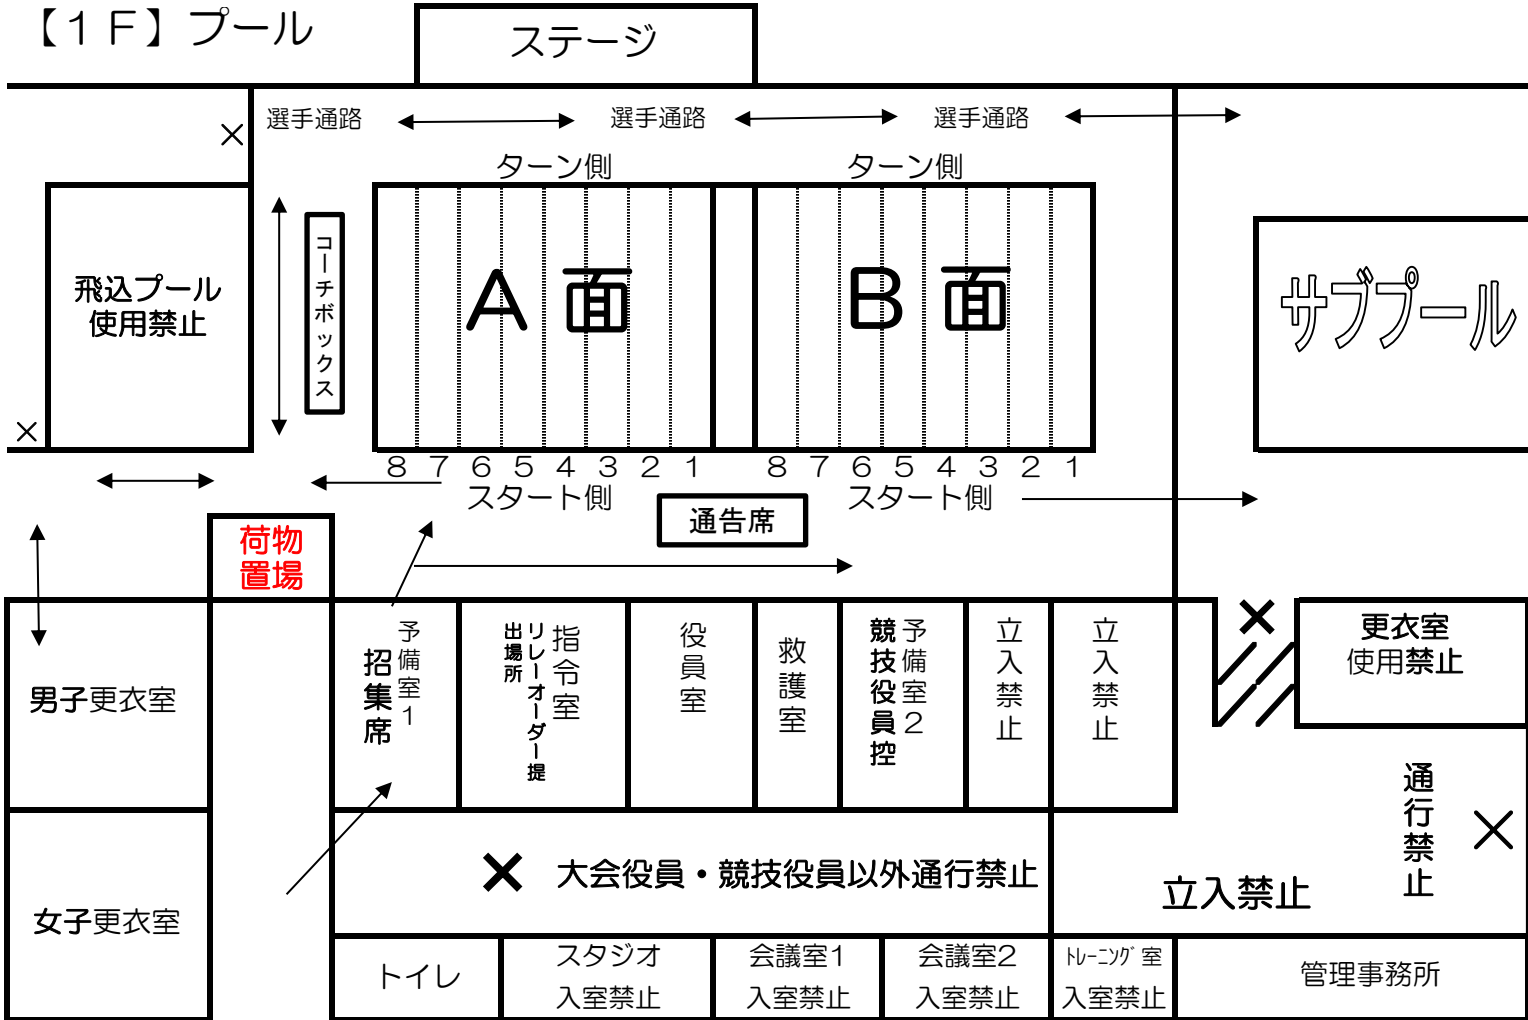 【１Ｆ】プール
ステージ
選手通路
選手通路
選手通路
ターン側
ターン側
コーチボックス
飛込プール
使用禁止
Ａ面
Ｂ面
サブプール
８ ７ ６ ５ ４ ３ ２ １
８ ７ ６ ５ ４ ３ ２ １
スタート側
スタート側
通告席
荷物
置場
男子更衣室
女子更衣室
予備室１
招集席
指令室
リレーオーダー提
出場所
役員室
救護室
予備室２
競技役員控
立入禁止
立入禁止
更衣室
使用禁止
通行禁止
大会役員・競技役員以外通行禁止
立入禁止
トイレ
スタジオ
入室禁止
会議室1
入室禁止
会議室2
入室禁止
ﾄﾚｰﾆﾝｸﾞ室
入室禁止
管理事務所